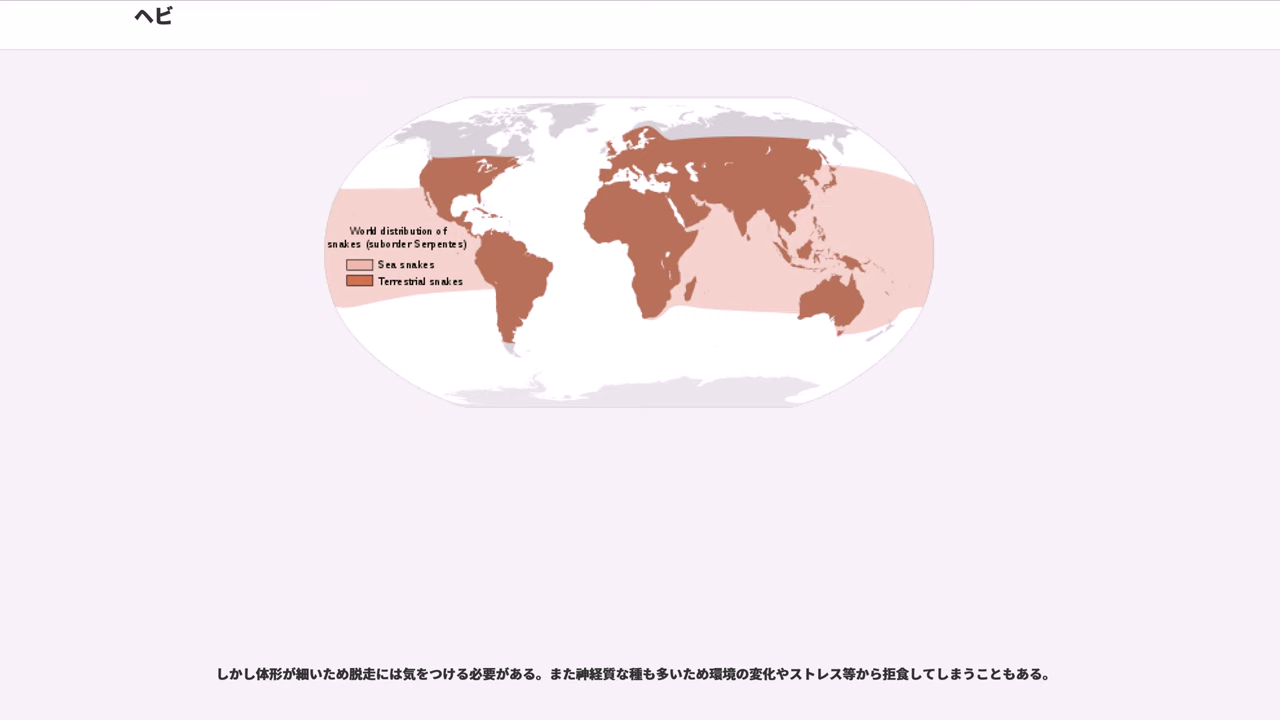 ヘビ
World distribution of
snakes (suborder Serpentes)
Sea snakes
Terrestrial snakes
しかし体形が細いため脱走には気をつける必要がある。また神経質な種も多いため環境の変化やストレス等から拒食してしまうこともある。